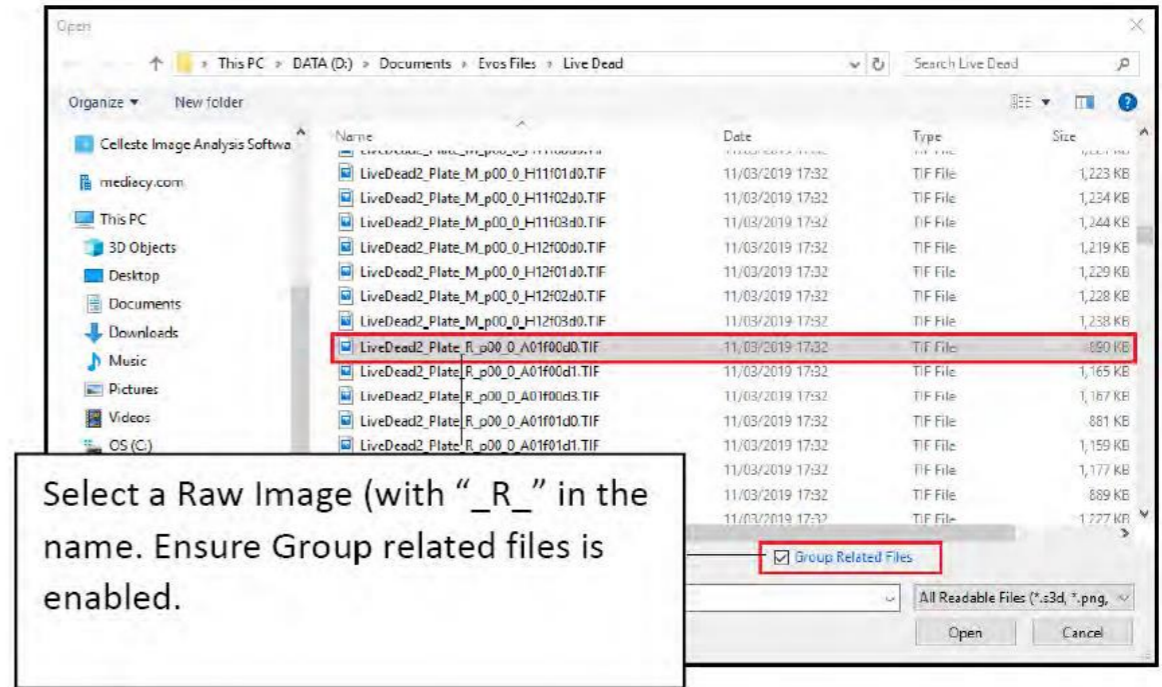 Open
This PC > DATA (D:) > Documents > Evos Files > Live Dead
Search Live Dead
Organize
New folder
Name Date Type Size
Celleste Image Analysis Softwa
mediacy.com
This PC
3D Objects
Desktop
Documents
Downloads
Music
Pictures
Videos
OS (C:)
LiveDead2_Plate_M_p00_0_H11f01d0.TIF 11/03/2019 17:32 TIF File 1,223 KB
LiveDead2_Plate_M_p00_0_H11f02d0.TIF 11/03/2019 17:32 TIF File 1,234 KB
LiveDead2_Plate_M_p00_0_H11f03d0.TIF 11/03/2019 17:32 TIF File 1,244 KB
LiveDead2_Plate_M_p00_0_H12f00d0.TIF 11/03/2019 17:32 TIF File 1,219 KB
LiveDead2_Plate_M_p00_0_H12f01d0.TIF 11/03/2019 17:32 TIF File 1,229 KB
LiveDead2_Plate_M_p00_0_H12f02d0.TIF 11/03/2019 17:32 TIF File 1,228 KB
LiveDead2_Plate_M_p00_0_H12f03d0.TIF 11/03/2019 17:32 TIF File 1,238 KB
LiveDead2_Plate_R_p00_0_A01f00d0.TIF 11/03/2019 17:32 TIF File 890 KB
LiveDead2_Plate_R_p00_0_A01f00d1.TIF 11/03/2019 17:32 TIF File 1,165 KB
LiveDead2_Plate_R_p00_0_A01f00d3.TIF 11/03/2019 17:32 TIF File 1,167 KB
LiveDead2_Plate_R_p00_0_A01f01d0.TIF 11/03/2019 17:32 TIF File 881 KB
LiveDead2_Plate_R_p00_0_A01f01d1.TIF 11/03/2019 17:32 TIF File 1,159 KB
11/03/2019 17:32 TIF File 1,177 KB
11/03/2019 17:32 TIF File 889 KB
11/03/2019 17:32 TIF File 1,227 KB
Select a Raw Image (with “_R_” in the
name. Ensure Group related files is
enabled.
Group Related Files
All Readable Files (*.s3d, *.png,
Open
Cancel